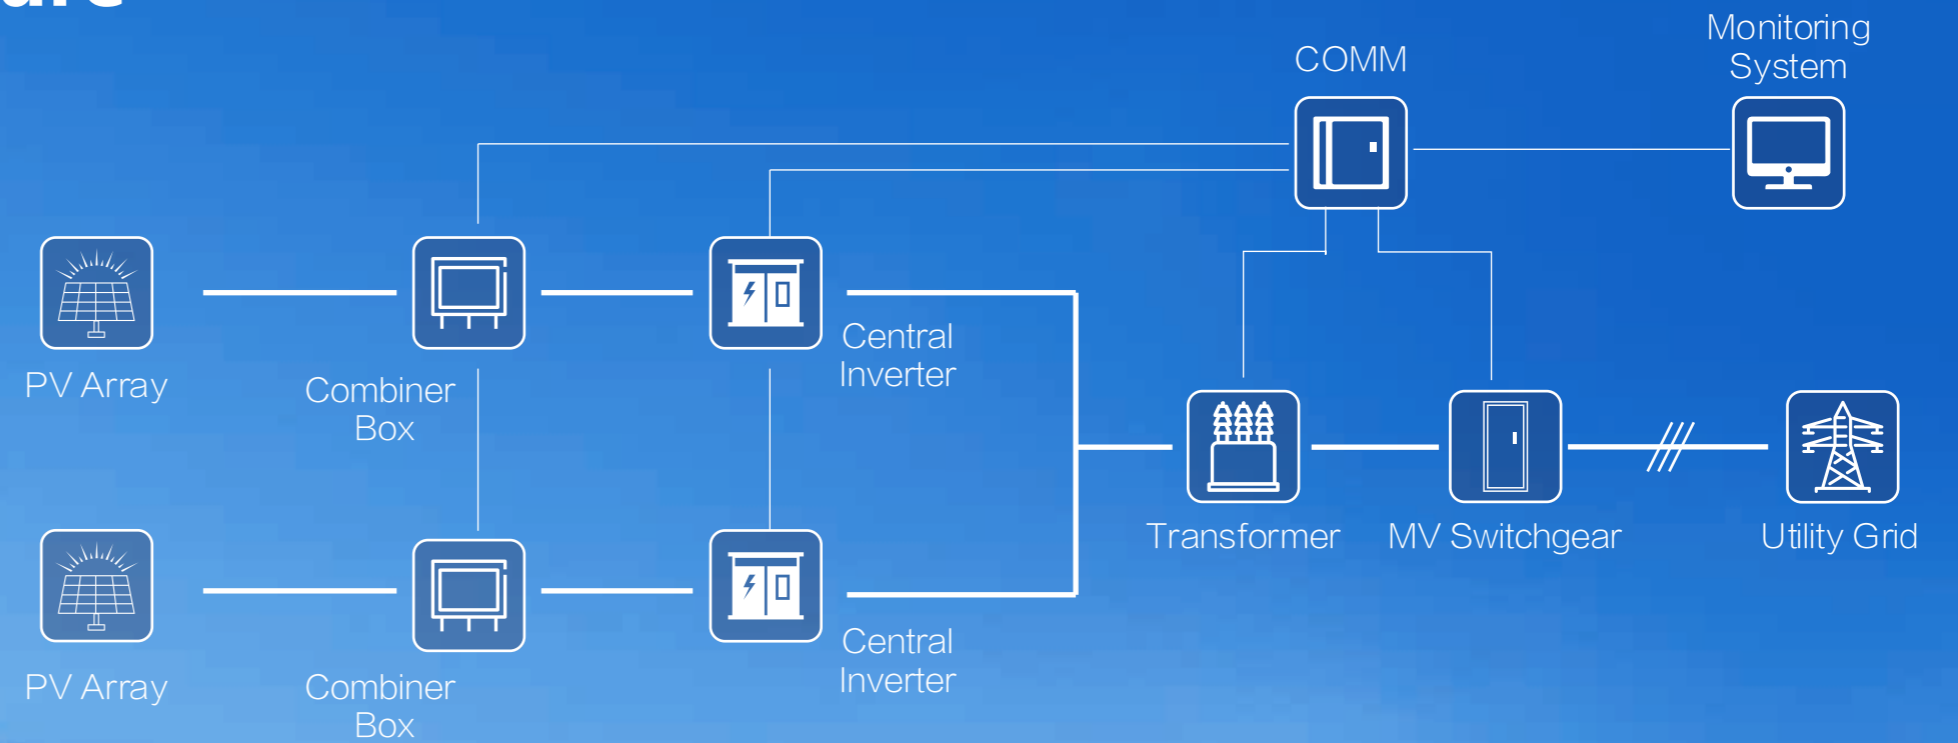 COMM
Monitoring
System
PV Array
Combiner
Box
Central
Inverter
Transformer
MV Switchgear
Utility Grid
PV Array
Combiner
Box
Central
Inverter